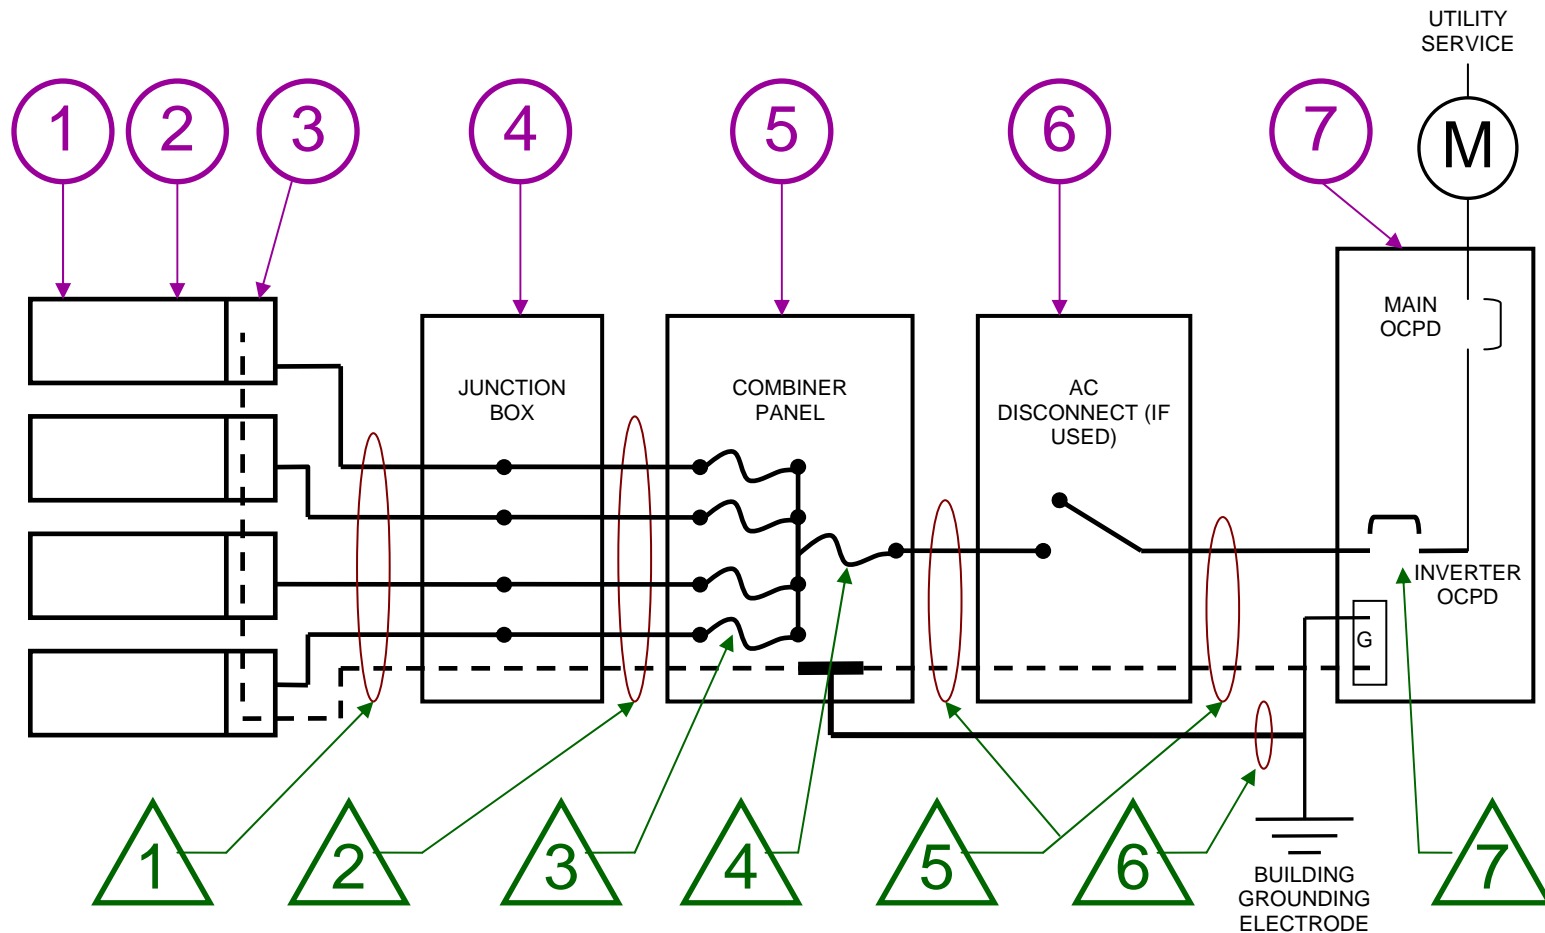 UTILITY
SERVICE
1 2 3 4 5 6 7 M
MAIN
OCPD
JUNCTION
BOX
COMBINER
PANEL
AC
DISCONNECT (IF
USED)
INVERTER
OCPD
G
1 2 3 4 5 6 7
BUILDING
GROUNDING
ELECTRODE